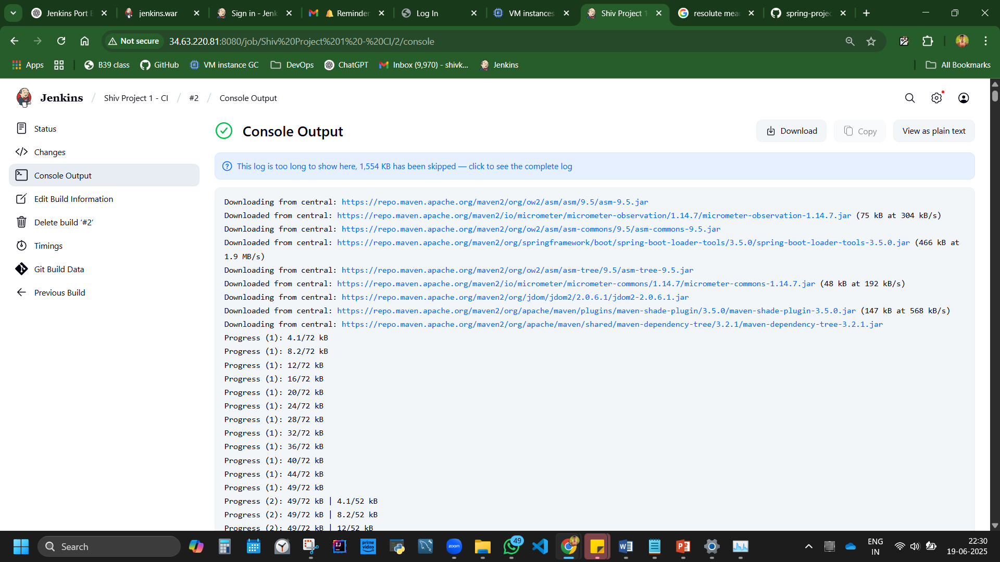 Jenkins Port E
jenkins.war
Sign in - Jenk
Reminder
Log In
VM instances
Shiv Project 1
resolute mea
spring-projec
Not secure
34.63.220.81:8080/job/Shiv%20Project%201%20-%20CI/2/console
Apps
B39 class
GitHub
VM instance GC
DevOps
ChatGPT
Inbox (9,970) - shivk...
Jenkins
All Bookmarks
Jenkins / Shiv Project 1 - CI / #2 / Console Output
Status
Changes
Console Output
Edit Build Information
Delete build ‘#2’
Timings
Git Build Data
Previous Build
Console Output
Download
Copy
View as plain text
This log is too long to show here, 1,554 KB has been skipped — click to see the complete log
Downloading from central: https://repo.maven.apache.org/maven2/org/ow2/asm/asm/9.5/asm-9.5.jar
Downloaded from central: https://repo.maven.apache.org/maven2/io/micrometer/micrometer-observation/1.14.7/micrometer-observation-1.14.7.jar (75 kB at 304 kB/s)
Downloading from central: https://repo.maven.apache.org/maven2/org/ow2/asm/asm-commons/9.5/asm-commons-9.5.jar
Downloaded from central: https://repo.maven.apache.org/maven2/org/springframework/boot/spring-boot-loader-tools/3.5.0/spring-boot-loader-tools-3.5.0.jar (466 kB at
1.9 MB/s)
Downloading from central: https://repo.maven.apache.org/maven2/org/ow2/asm/asm-tree/9.5/asm-tree-9.5.jar
Downloaded from central: https://repo.maven.apache.org/maven2/io/micrometer/micrometer-commons/1.14.7/micrometer-commons-1.14.7.jar (48 kB at 192 kB/s)
Downloading from central: https://repo.maven.apache.org/maven2/org/jdom/jdom2/2.0.6.1/jdom2-2.0.6.1.jar
Downloaded from central: https://repo.maven.apache.org/maven2/org/apache/maven/plugins/maven-shade-plugin/3.5.0/maven-shade-plugin-3.5.0.jar (147 kB at 568 kB/s)
Downloading from central: https://repo.maven.apache.org/maven2/org/apache/maven/shared/maven-dependency-tree/3.2.1/maven-dependency-tree-3.2.1.jar
Progress (1): 4.1/72 kB
Progress (1): 8.2/72 kB
Progress (1): 12/72 kB
Progress (1): 16/72 kB
Progress (1): 20/72 kB
Progress (1): 24/72 kB
Progress (1): 28/72 kB
Progress (1): 32/72 kB
Progress (1): 36/72 kB
Progress (1): 40/72 kB
Progress (1): 44/72 kB
Progress (1): 49/72 kB
Progress (2): 49/72 kB | 4.1/52 kB
Progress (2): 49/72 kB | 8.2/52 kB
Progress (2): 49/72 kB | 12/52 kB
Search
IJ
prime video
zoom
49
W
P
ENG
IN
22:30
19-06-2025